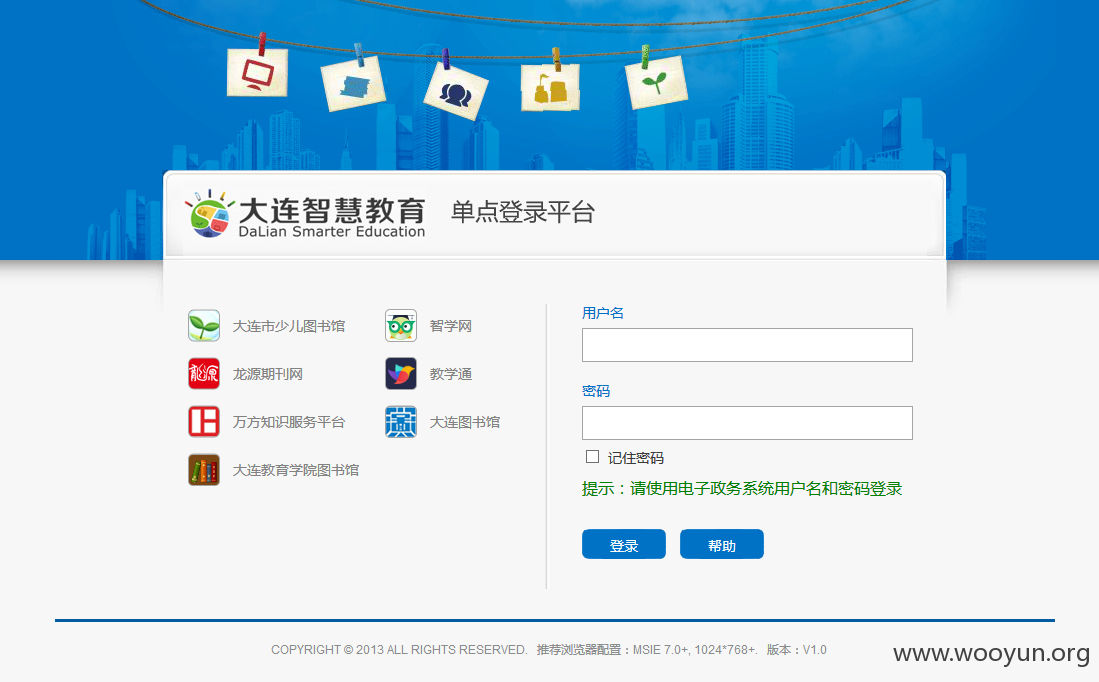 大连智慧教育
DaLian Smarter Education
单点登录平台
大连市少儿图书馆
智学网
龙源期刊网
教学通
万方知识服务平台
大连图书馆
大连教育学院图书馆
用户名
密码
记住密码
提示：请使用电子政务系统用户名和密码登录
登录
帮助
COPYRIGHT © 2013 ALL RIGHTS RESERVED. 推荐浏览器配置：MSIE 7.0+, 1024*768+. 版本：V1.0
www.wooyun.org